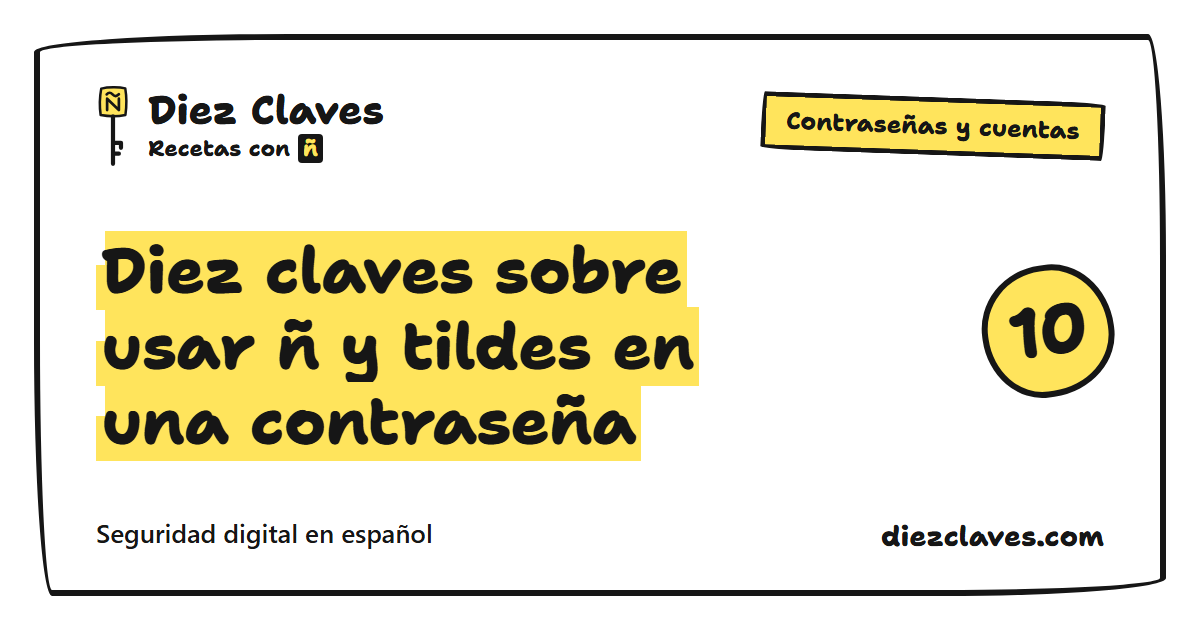 Ñ
Diez Claves
Recetas con ñ
Contraseñas y cuentas
Diez claves sobre
usar ñ y tildes en
una contraseña
10
Seguridad digital en español
diezclaves.com